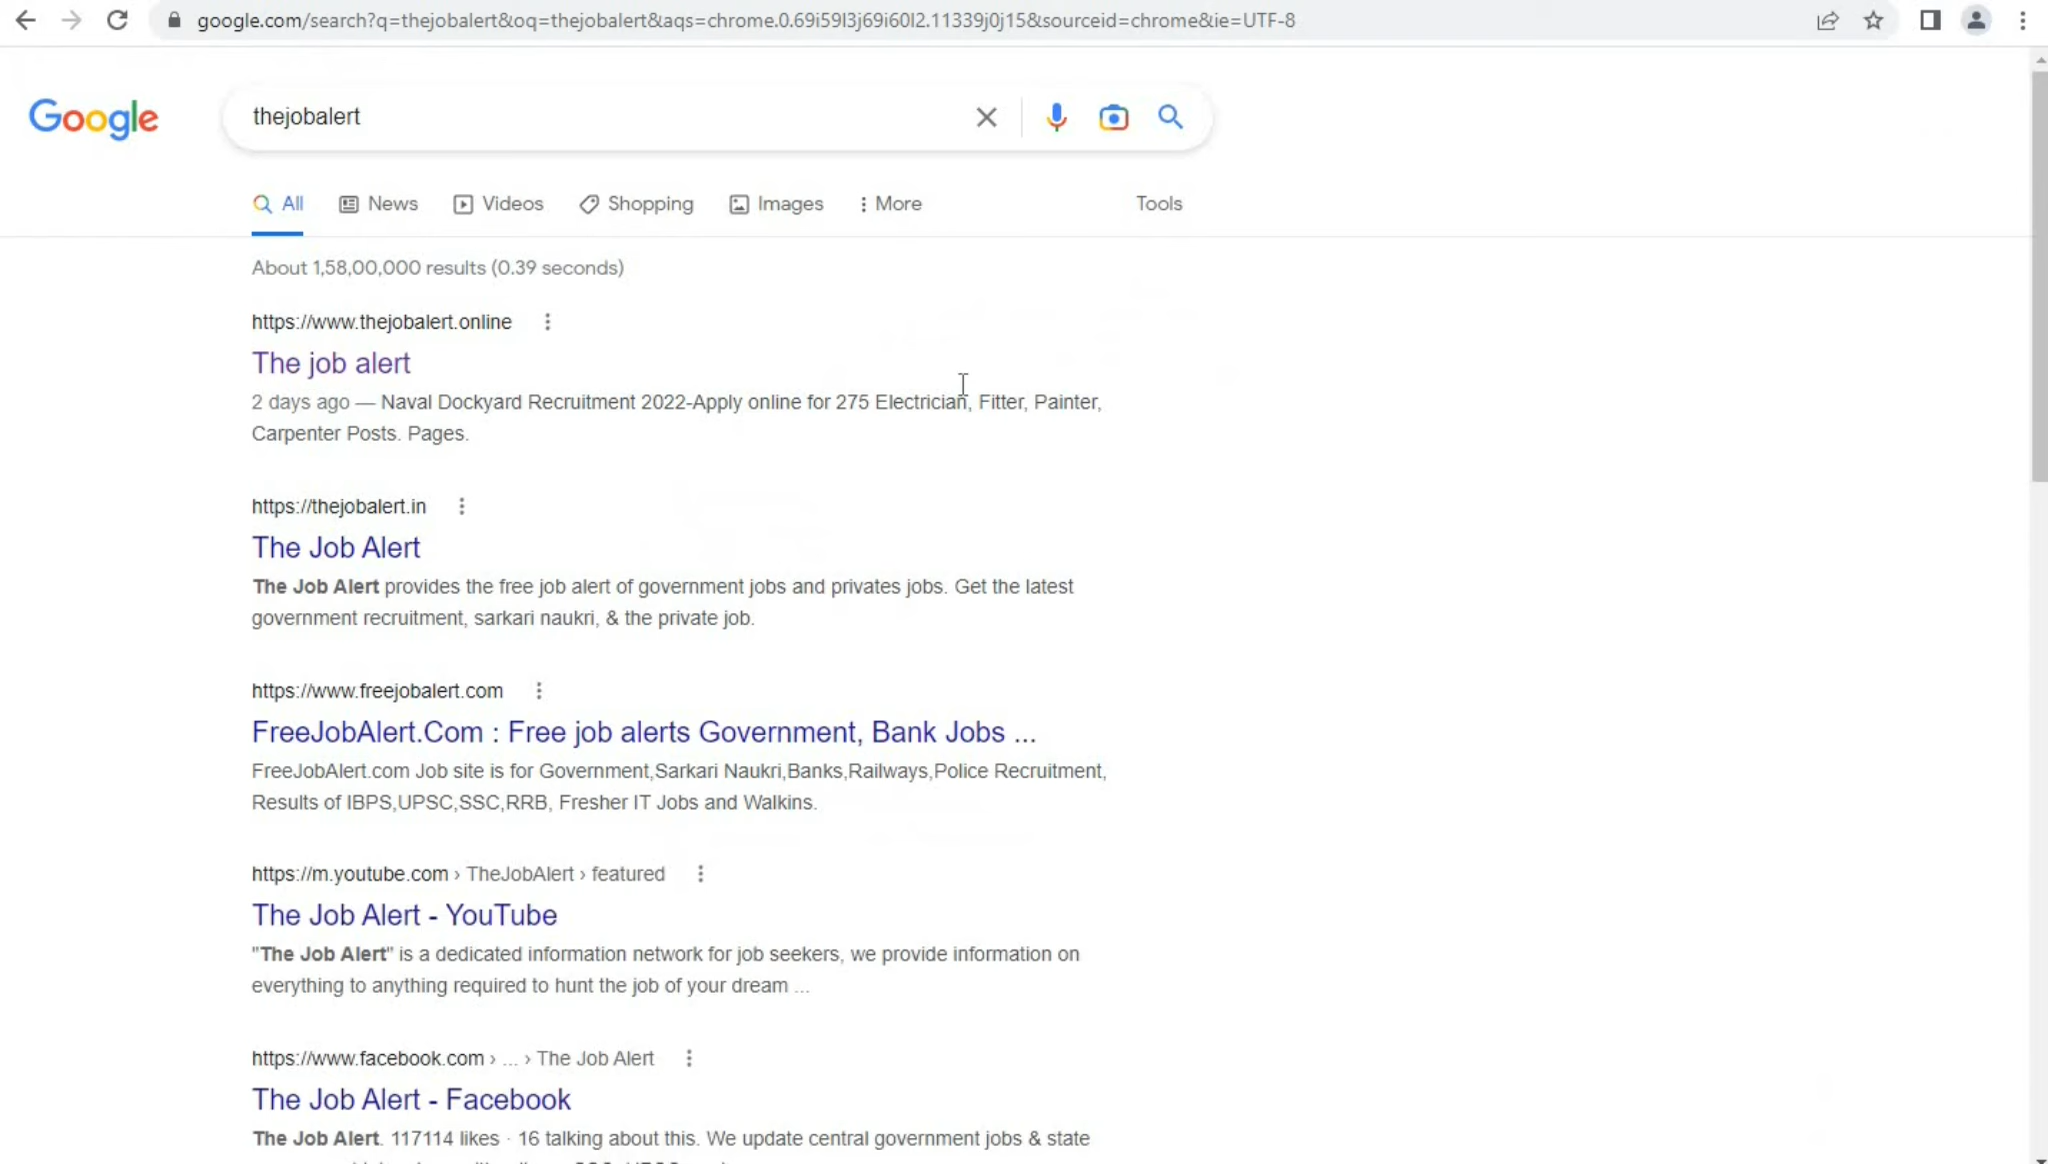 google.com/search?q=thejobalert&oq=thejobalert&aqs=chrome.0.69i59l3j69i60l2.11339j0j15&sourceid=chrome&ie=UTF-8
Google
thejobalert
All News Videos Shopping Images More Tools
About 1,58,00,000 results (0.39 seconds)
https://www.thejobalert.online
The job alert
2 days ago — Naval Dockyard Recruitment 2022-Apply online for 275 Electrician, Fitter, Painter,
Carpenter Posts. Pages.
https://thejobalert.in
The Job Alert
The Job Alert provides the free job alert of government jobs and privates jobs. Get the latest
government recruitment, sarkari naukri, & the private job.
https://www.freejobalert.com
FreeJobAlert.Com : Free job alerts Government, Bank Jobs ...
FreeJobAlert.com Job site is for Government,Sarkari Naukri,Banks,Railways,Police Recruitment,
Results of IBPS,UPSC,SSC,RRB, Fresher IT Jobs and Walkins.
https://m.youtube.com › TheJobAlert › featured
The Job Alert - YouTube
"The Job Alert" is a dedicated information network for job seekers, we provide information on
everything to anything required to hunt the job of your dream ...
https://www.facebook.com › ... › The Job Alert
The Job Alert - Facebook
The Job Alert. 117114 likes · 16 talking about this. We update central government jobs & state